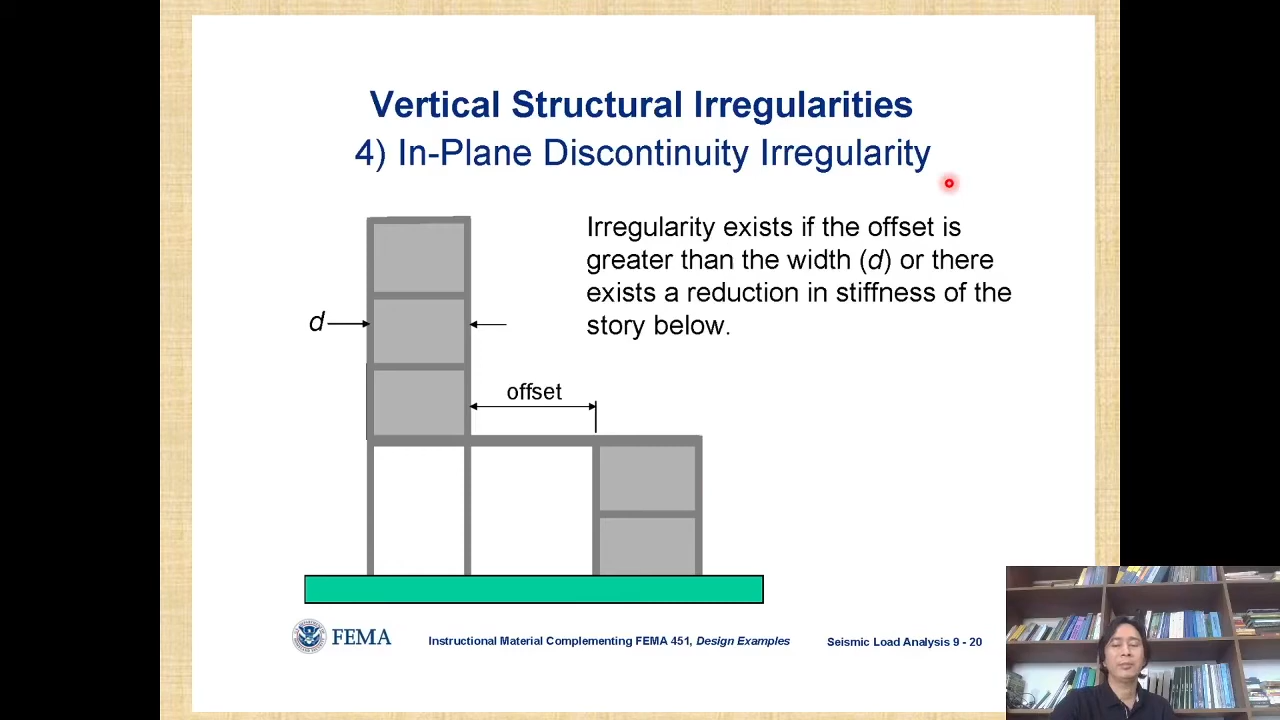 Vertical Structural Irregularities
4) In-Plane Discontinuity Irregularity
Irregularity exists if the offset is
greater than the width (d) or there
exists a reduction in stiffness of the
story below.
d
offset
FEMA
Instructional Material Complementing FEMA 451, Design Examples
Seismic Load Analysis 9 - 20